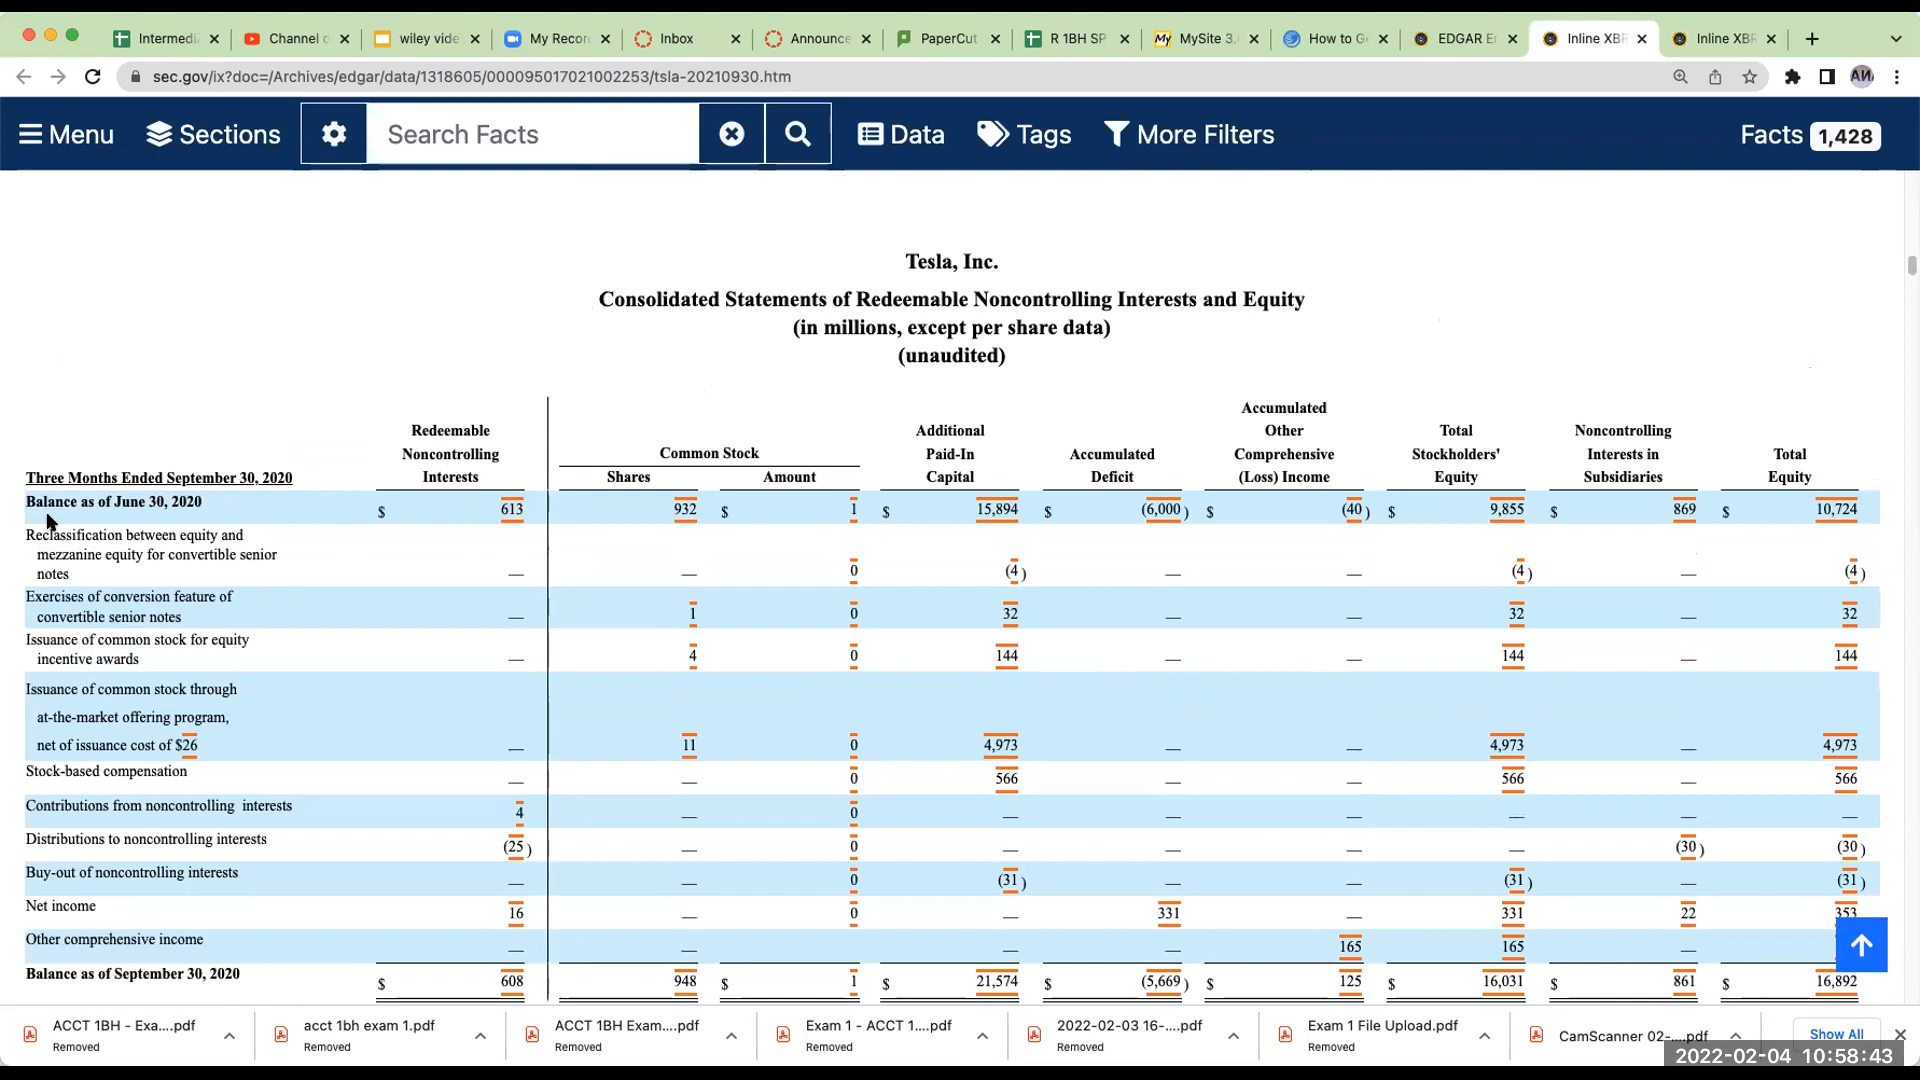 Intermedi
Channel c
wiley vide
My Recor
Inbox
Announce
PaperCut
R 1BH SP
MySite 3.
How to G
EDGAR E
Inline XBR
Inline XBR
sec.gov/ix?doc=/Archives/edgar/data/1318605/000095017021002253/tsla-20210930.htm
Menu Sections Search Facts Data Tags More Filters Facts 1,428
Tesla, Inc.
Consolidated Statements of Redeemable Noncontrolling Interests and Equity
(in millions, except per share data)
(unaudited)
Accumulated
Redeemable Additional Other Total Noncontrolling
Noncontrolling Common Stock Paid-In Accumulated Comprehensive Stockholders' Interests in Total
Three Months Ended September 30, 2020 Interests Shares Amount Capital Deficit (Loss) Income Equity Subsidiaries Equity
Balance as of June 30, 2020 $ 613 932 $ 1 $ 15,894 $ (6,000) $ (40) $ 9,855 $ 869 $ 10,724
Reclassification between equity and
mezzanine equity for convertible senior
notes — — 0 (4) — — (4) — (4)
Exercises of conversion feature of
convertible senior notes — 1 0 32 — — 32 — 32
Issuance of common stock for equity
incentive awards — 4 0 144 — — 144 — 144
Issuance of common stock through
at-the-market offering program,
net of issuance cost of $26 — 11 0 4,973 — — 4,973 — 4,973
Stock-based compensation — — 0 566 — — 566 — 566
Contributions from noncontrolling interests 4 — 0 — — — — — —
Distributions to noncontrolling interests (25) — 0 — — — — (30) (30)
Buy-out of noncontrolling interests — — 0 (31) — — (31) — (31)
Net income 16 — 0 — 331 — 331 22 353
Other comprehensive income — — — — — 165 165 —
Balance as of September 30, 2020 $ 608 948 $ 1 $ 21,574 $ (5,669) $ 125 $ 16,031 $ 861 $ 16,892
ACCT 1BH - Exa....pdf
Removed
acct 1bh exam 1.pdf
Removed
ACCT 1BH Exam....pdf
Removed
Exam 1 - ACCT 1....pdf
Removed
2022-02-03 16-....pdf
Removed
Exam 1 File Upload.pdf
Removed
CamScanner 02-....pdf
Show All
2022-02-04 10:58:43